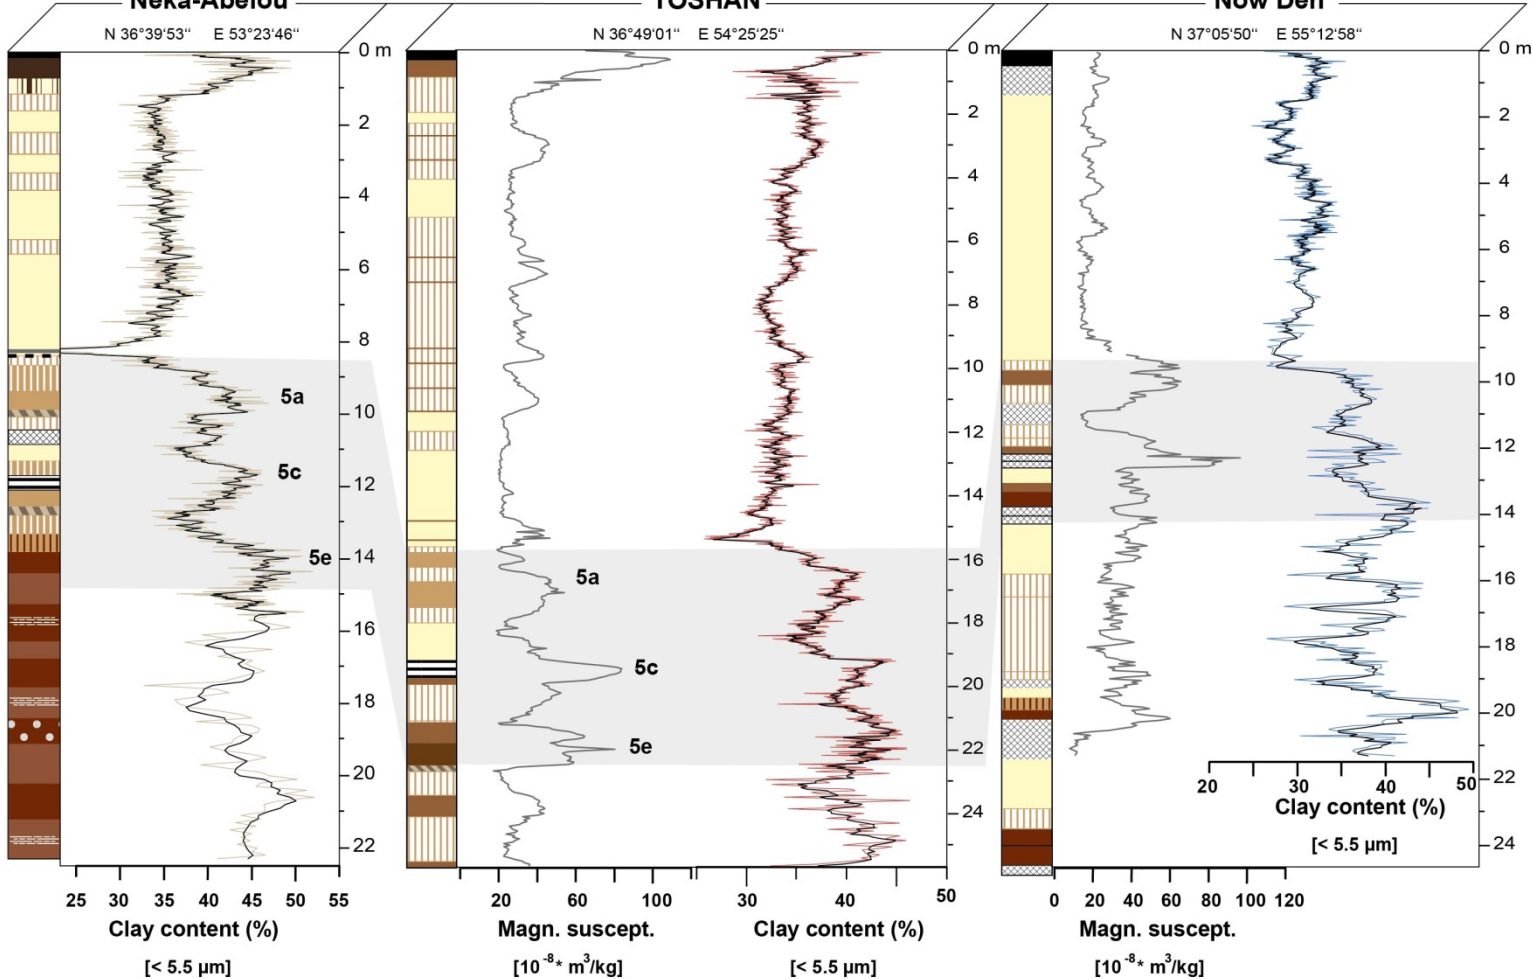 Neka-Abelou
TOSHAN
Now Deh
N 36°39'53“ E 53°23'46“
N 36°49'01“ E 54°25'25“
N 37°05'50“ E 55°12'58“
0 m
2
4
6
8
10
12
14
16
18
20
22
5a
5c
5e
25 30 35 40 45 50 55
Clay content (%)
[< 5.5 µm]
0 m
2
4
6
8
10
12
14
16
18
20
22
24
5a
5c
5e
20 60 100
Magn. suscept.
[10⁻⁸* m³/kg]
30 40 50
Clay content (%)
[< 5.5 µm]
0 m
2
4
6
8
10
12
14
16
18
20
22
24
20 30 40 50
Clay content (%)
[< 5.5 µm]
0 20 40 60 80 100 120
Magn. suscept.
[10⁻⁸* m³/kg]